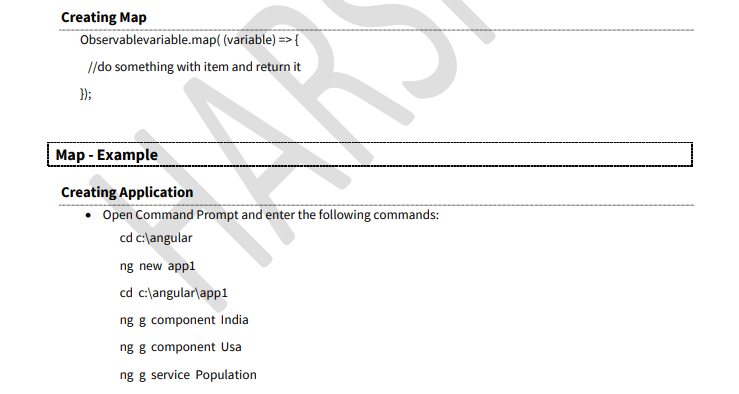 Creating Map
Observablevariable.map( (variable) => {
//do something with item and return it
});
Map - Example
Creating Application
• Open Command Prompt and enter the following commands:
cd c:\angular
ng new app1
cd c:\angular\app1
ng g component India
ng g component Usa
ng g service Population
HARS